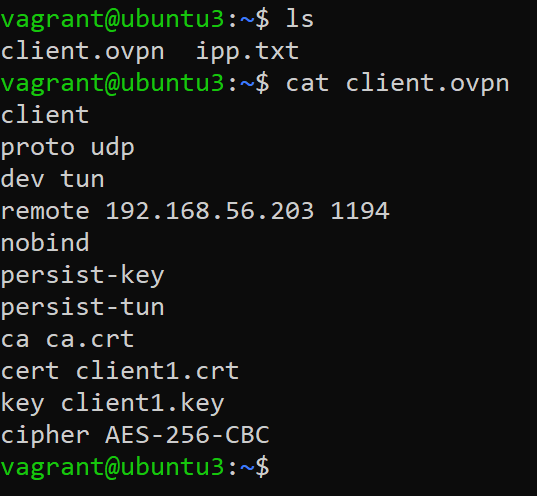 vagrant@ubuntu3:~$ ls
client.ovpn  ipp.txt
vagrant@ubuntu3:~$ cat client.ovpn
client
proto udp
dev tun
remote 192.168.56.203 1194
nobind
persist-key
persist-tun
ca ca.crt
cert client1.crt
key client1.key
cipher AES-256-CBC
vagrant@ubuntu3:~$